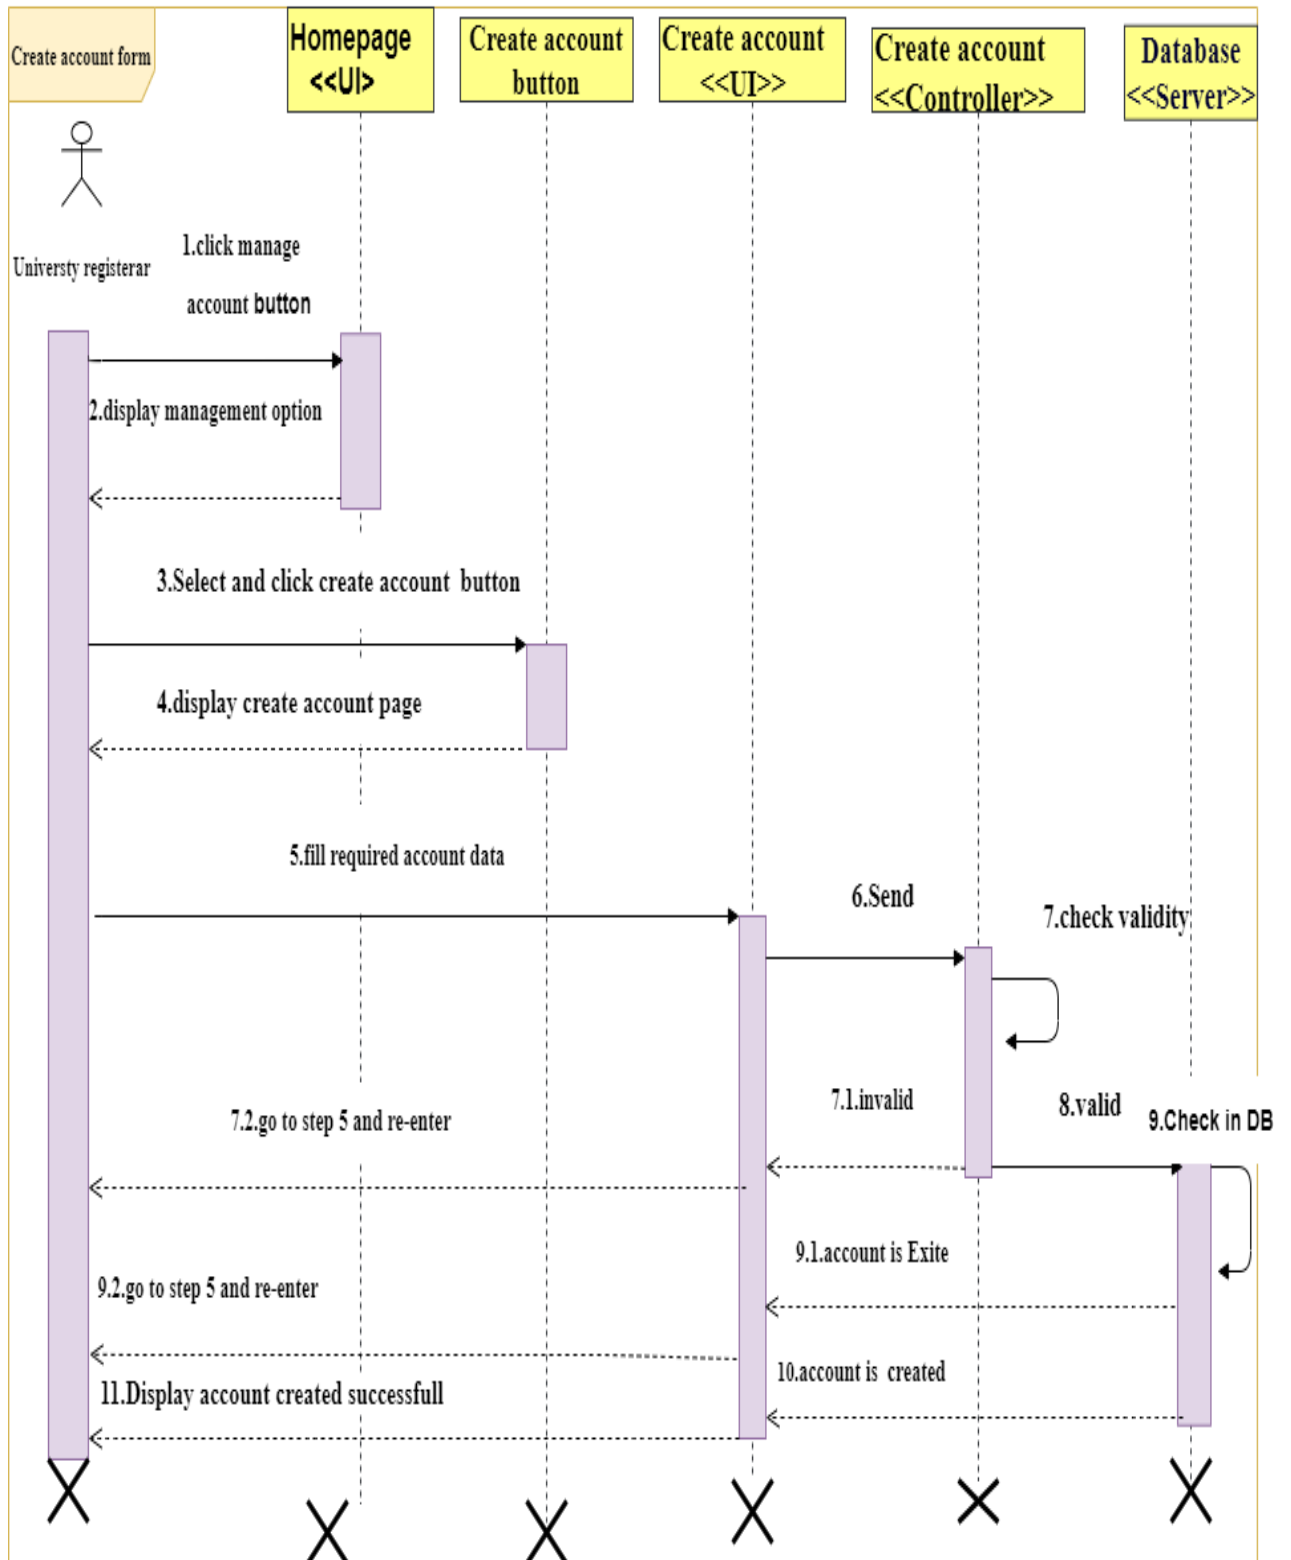 Create account form
Homepage
<<UI>
Create account
button
Create account
<<UI>>
Create account
<<Controller>>
Database
<<Server>>
Universty registerar
1.click manage
account button
2.display management option
3.Select and click create account button
4.display create account page
5.fill required account data
6.Send
7.check validity
7.1.invalid
8.valid
9.Check in DB
7.2.go to step 5 and re-enter
9.1.account is Exite
9.2.go to step 5 and re-enter
10.account is created
11.Display account created successfull